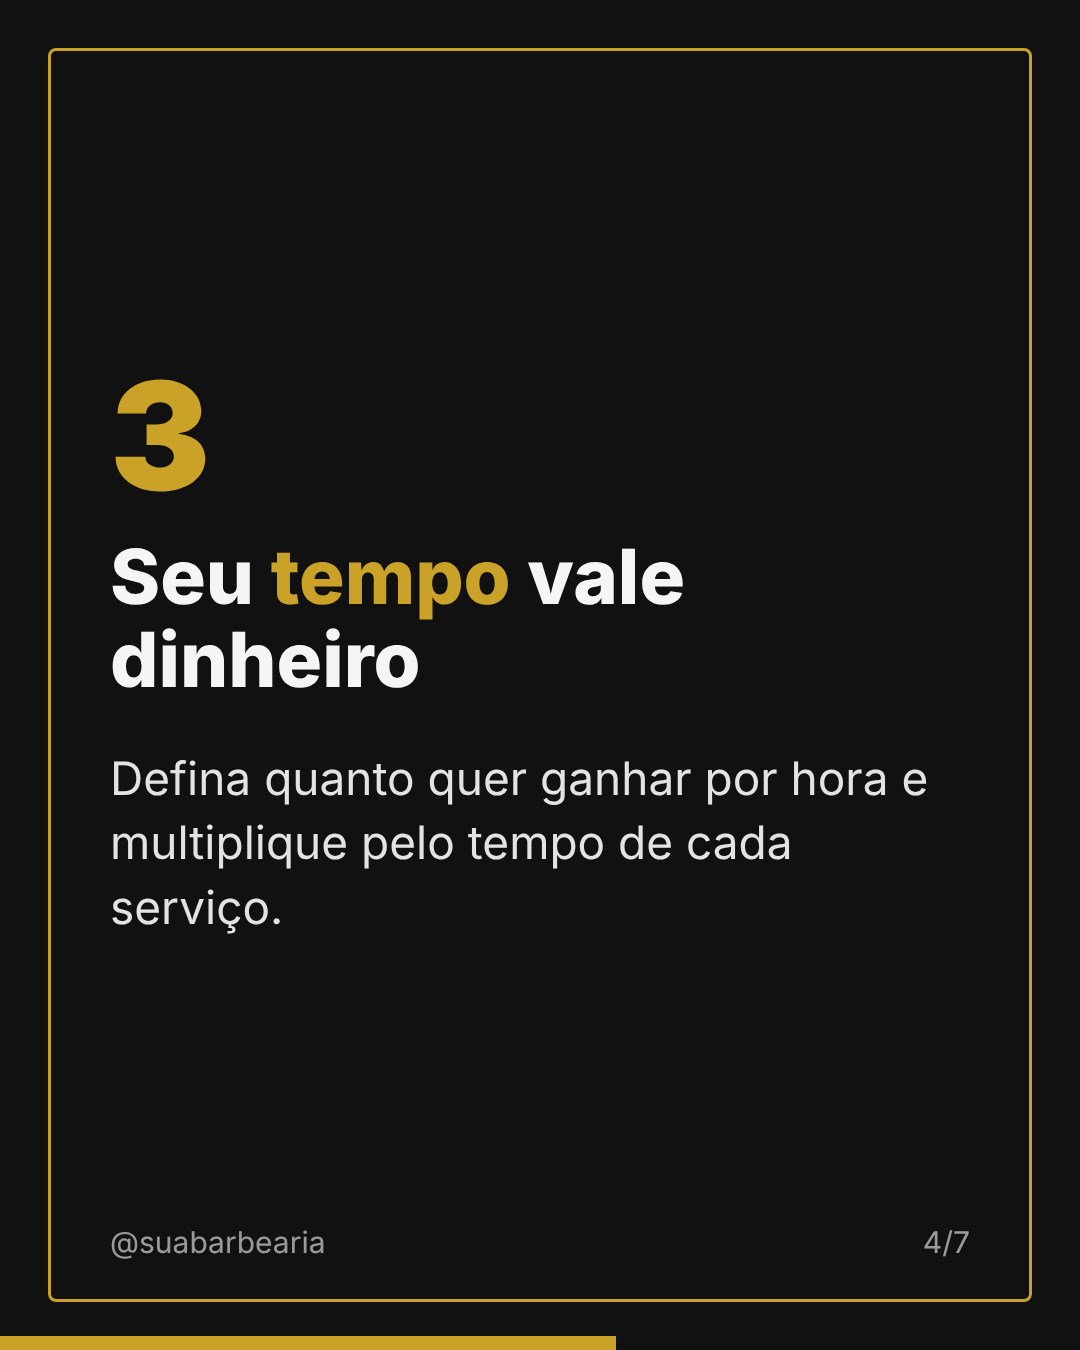 3
Seu tempo vale
dinheiro
Defina quanto quer ganhar por hora e
multiplique pelo tempo de cada
serviço.
@suabarbearia
4/7